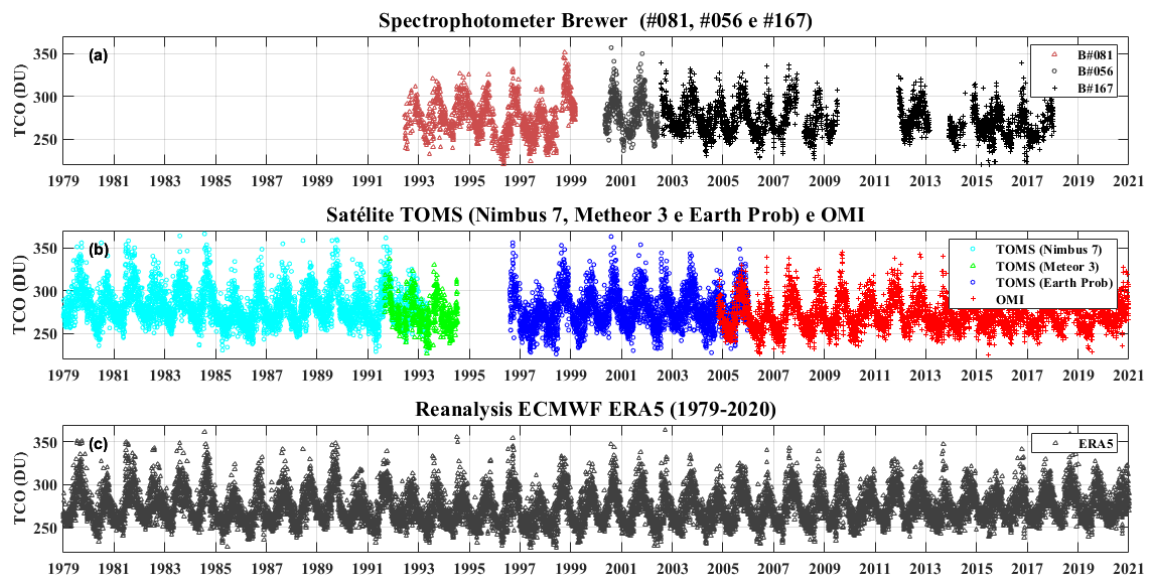 Spectrophotometer Brewer (#081, #056 e #167)
(a)
TCO (DU)
350
300
250
B#081
B#056
B#167
1979 1981 1983 1985 1987 1989 1991 1993 1995 1997 1999 2001 2003 2005 2007 2009 2011 2013 2015 2017 2019 2021
Satélite TOMS (Nimbus 7, Metheor 3 e Earth Prob) e OMI
(b)
TCO (DU)
350
300
250
TOMS (Nimbus 7)
TOMS (Meteor 3)
TOMS (Earth Prob)
OMI
1979 1981 1983 1985 1987 1989 1991 1993 1995 1997 1999 2001 2003 2005 2007 2009 2011 2013 2015 2017 2019 2021
Reanalysis ECMWF ERA5 (1979-2020)
(c)
TCO (DU)
350
300
250
ERA5
1979 1981 1983 1985 1987 1989 1991 1993 1995 1997 1999 2001 2003 2005 2007 2009 2011 2013 2015 2017 2019 2021